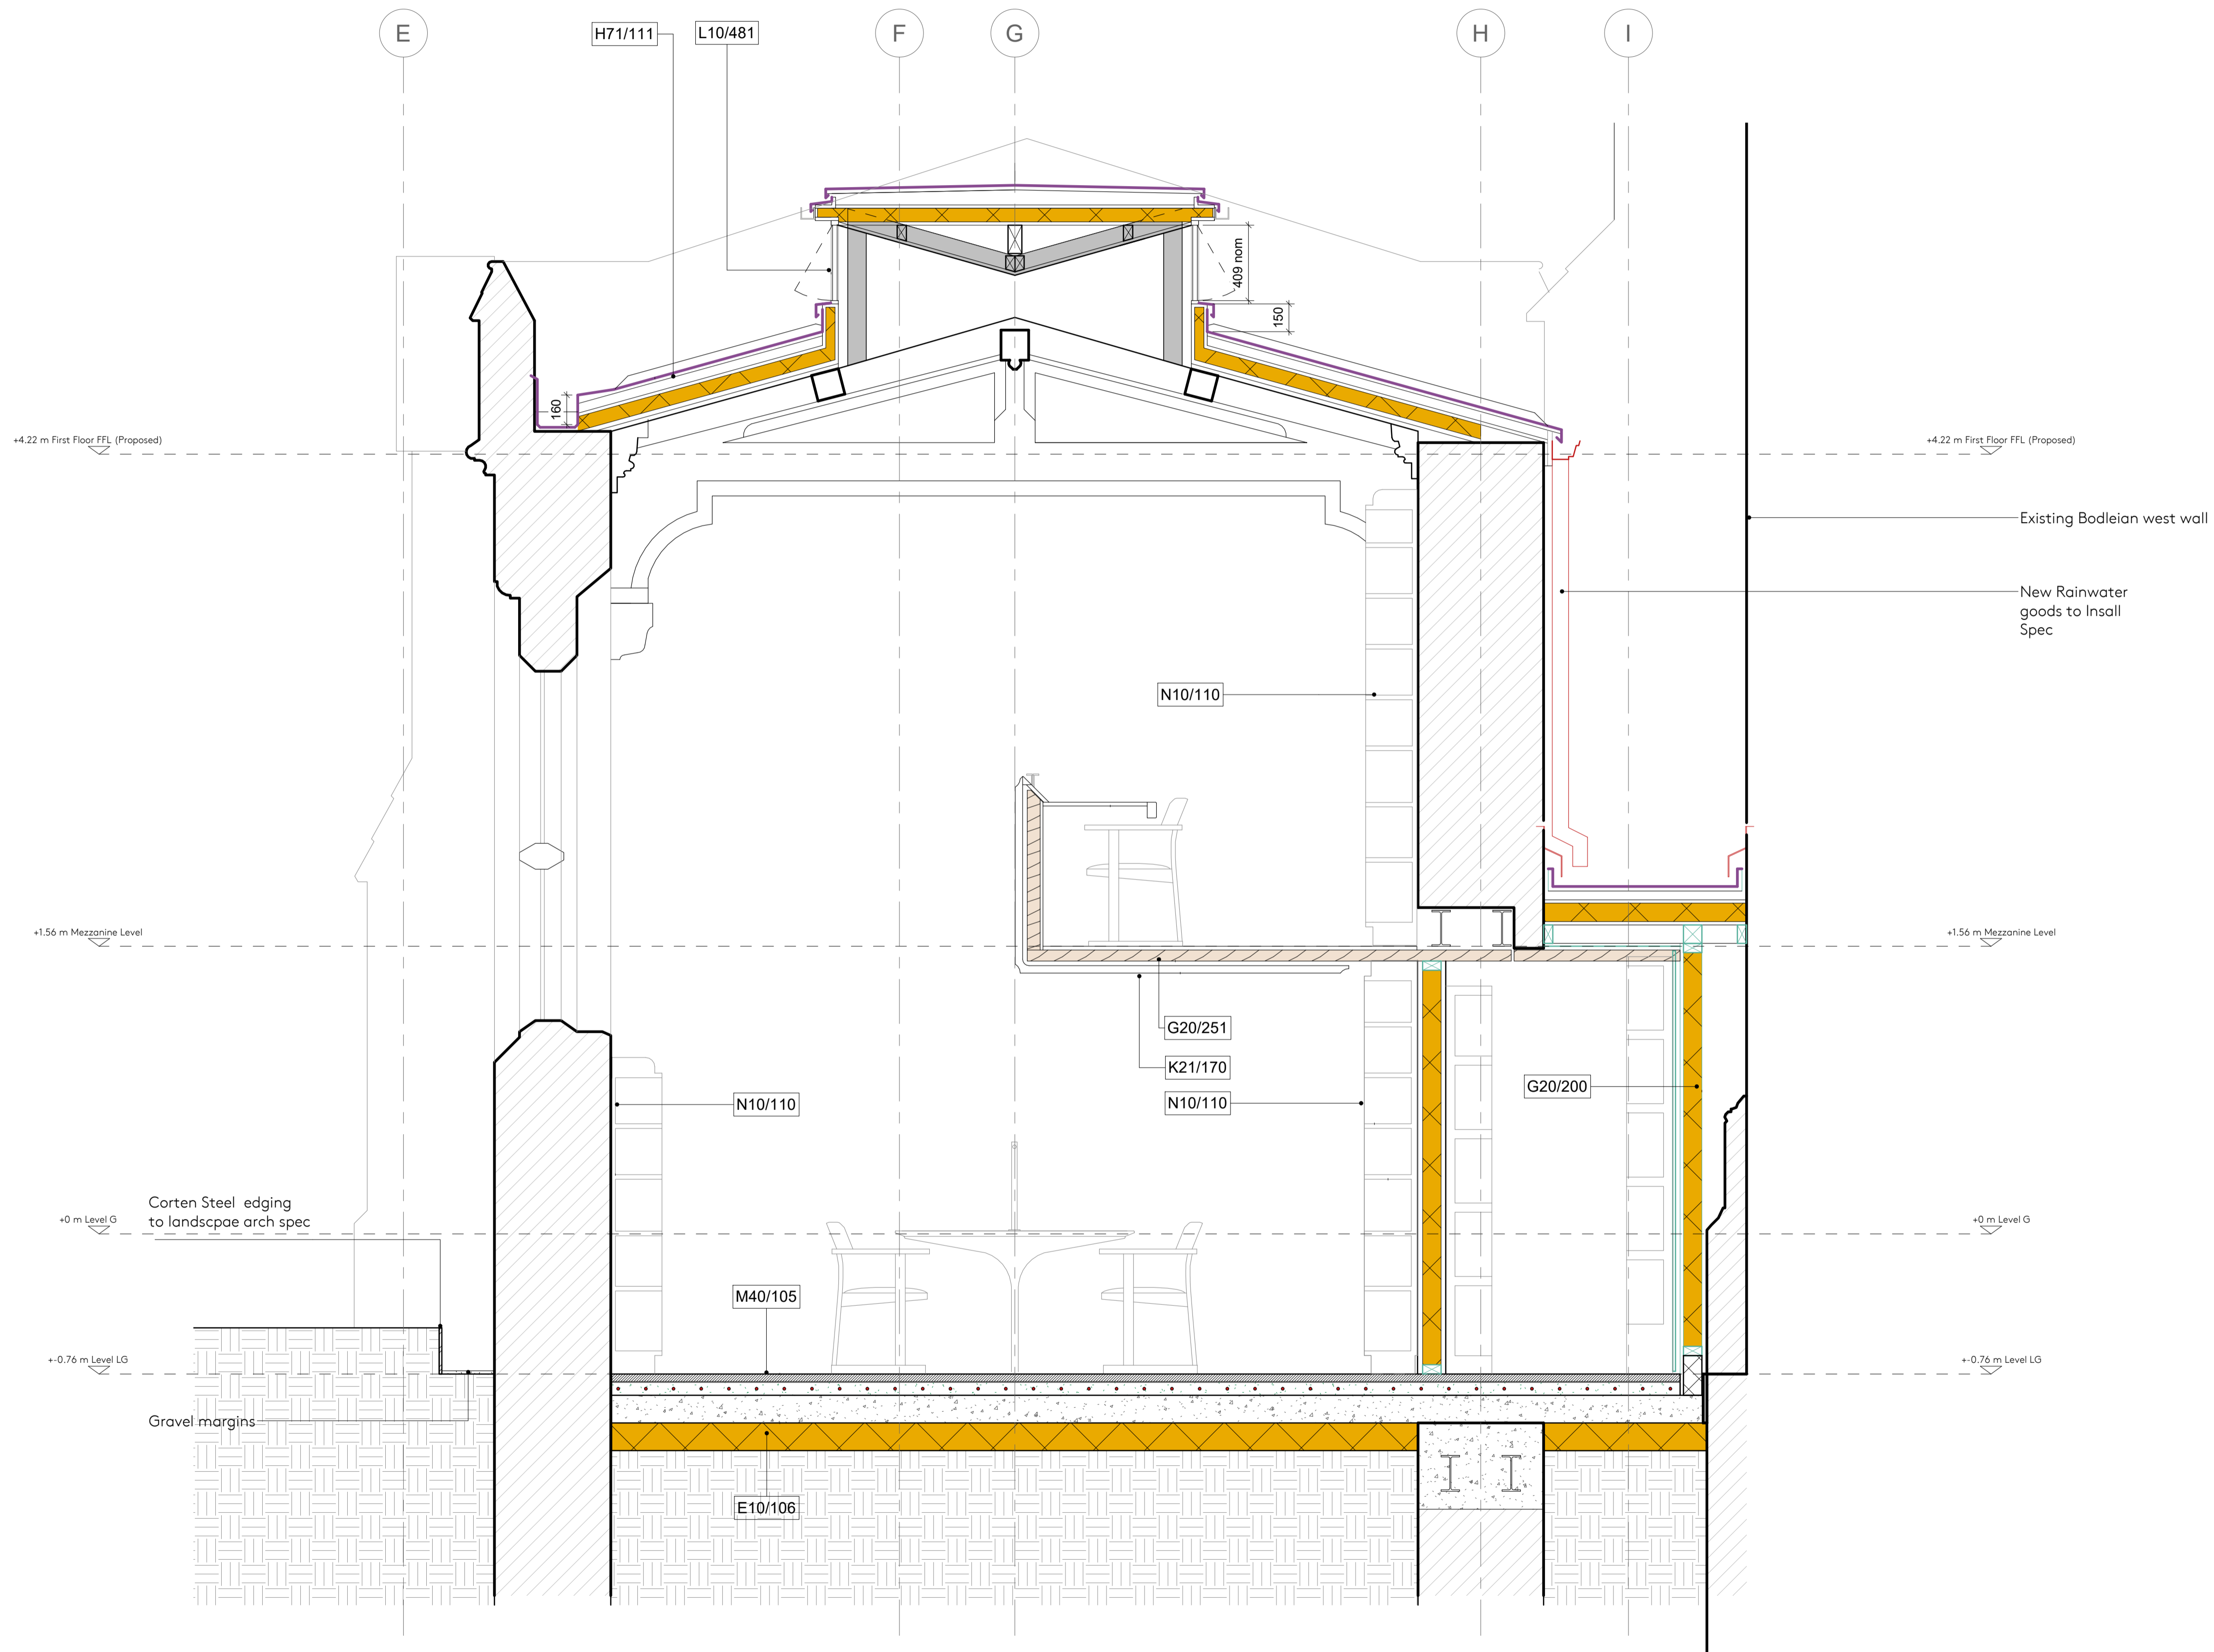 E
H71/111
L10/481
F
G
H
I
409 nom
150
160
+4.22 m First Floor FFL (Proposed)
+4.22 m First Floor FFL (Proposed)
Existing Bodleian west wall
New Rainwater
goods to Insall
Spec
N10/110
+1.56 m Mezzanine Level
+1.56 m Mezzanine Level
G20/251
K21/170
G20/200
N10/110
N10/110
Corten Steel edging
to landscpae arch spec
+0 m Level G
+0 m Level G
M40/105
+-0.76 m Level LG
+-0.76 m Level LG
Gravel margins
E10/106